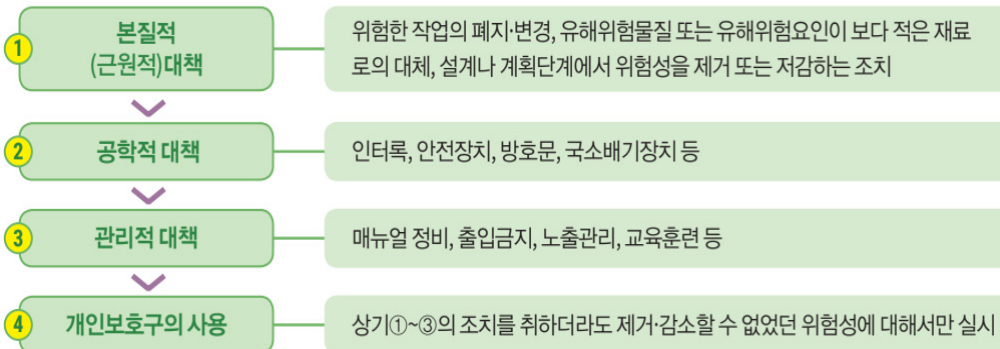 1
본질적
(근원적)대책
위험한 작업의 폐지·변경, 유해위험물질 또는 유해위험요인이 보다 적은 재료
로의 대체, 설계나 계획단계에서 위험성을 제거 또는 저감하는 조치
2
공학적 대책
인터록, 안전장치, 방호문, 국소배기장치 등
3
관리적 대책
매뉴얼 정비, 출입금지, 노출관리, 교육훈련 등
4
개인보호구의 사용
상기①~③의 조치를 취하더라도 제거·감소할 수 없었던 위험성에 대해서만 실시